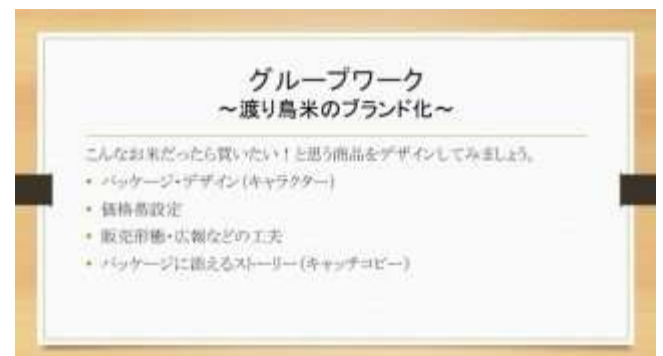 グループワーク
～渡り鳥米のブランド化～
こんなお米だったら買いたい！と思う商品をデザインしてみましょう。
• パッケージ・デザイン(キャラクター)
• 価格帯設定
• 販売形態・広報などの工夫
• パッケージに添えるストーリー(キャッチコピー)